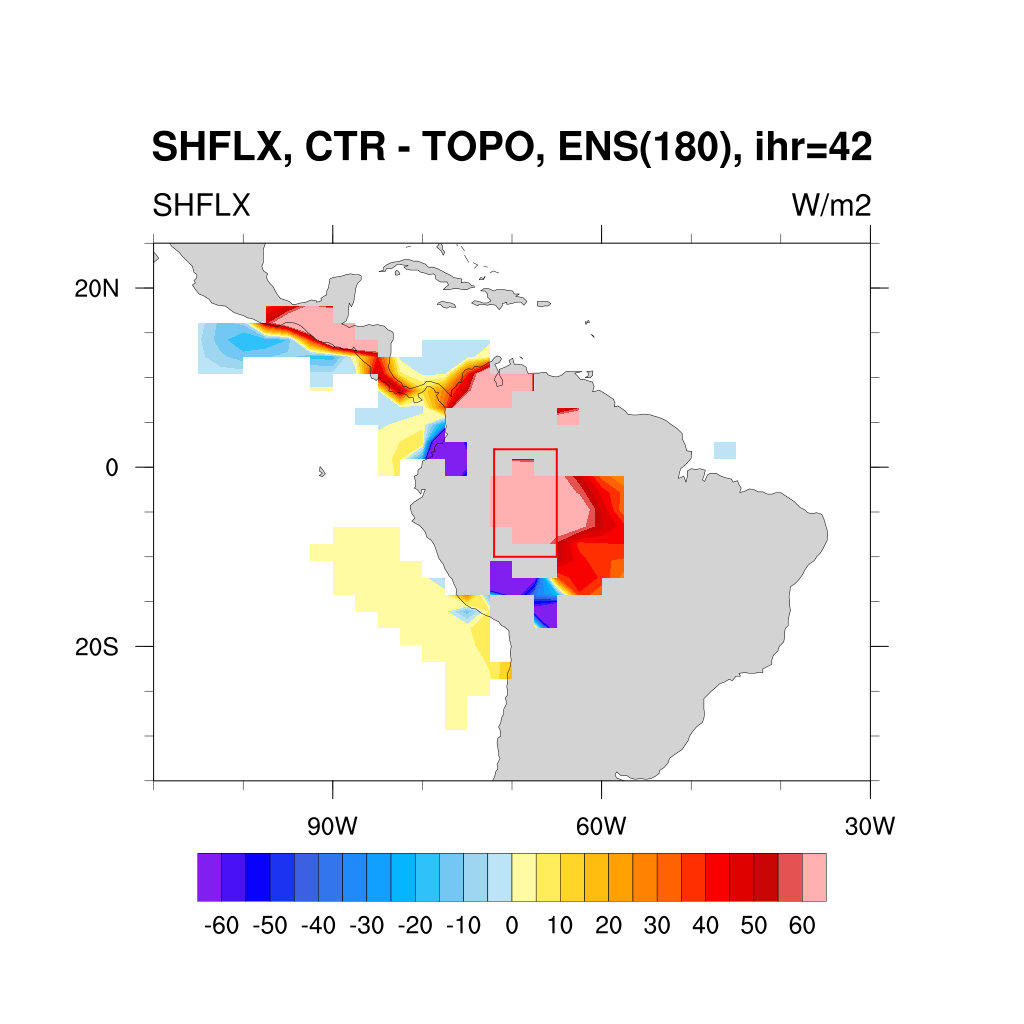 SHFLX, CTR - TOPO, ENS(180), ihr=42
SHFLX W/m2
20N
0
20S
90W 60W 30W
-60 -50 -40 -30 -20 -10 0 10 20 30 40 50 60